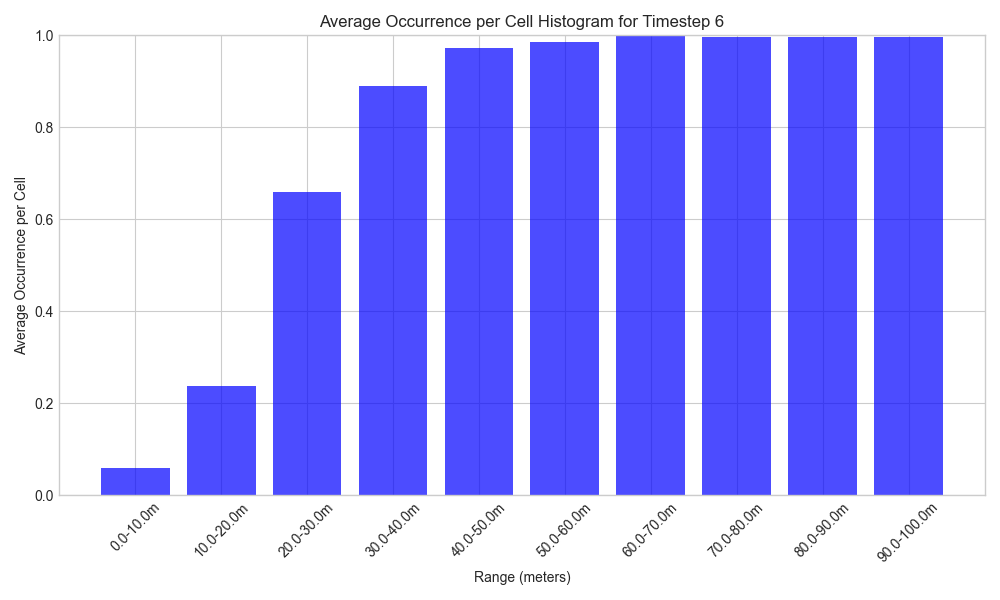 Average Occurrence per Cell Histogram for Timestep 6
1.0
0.8
0.6
0.4
0.2
0.0
Average Occurrence per Cell
0.0-10.0m
10.0-20.0m
20.0-30.0m
30.0-40.0m
40.0-50.0m
50.0-60.0m
60.0-70.0m
70.0-80.0m
80.0-90.0m
90.0-100.0m
Range (meters)